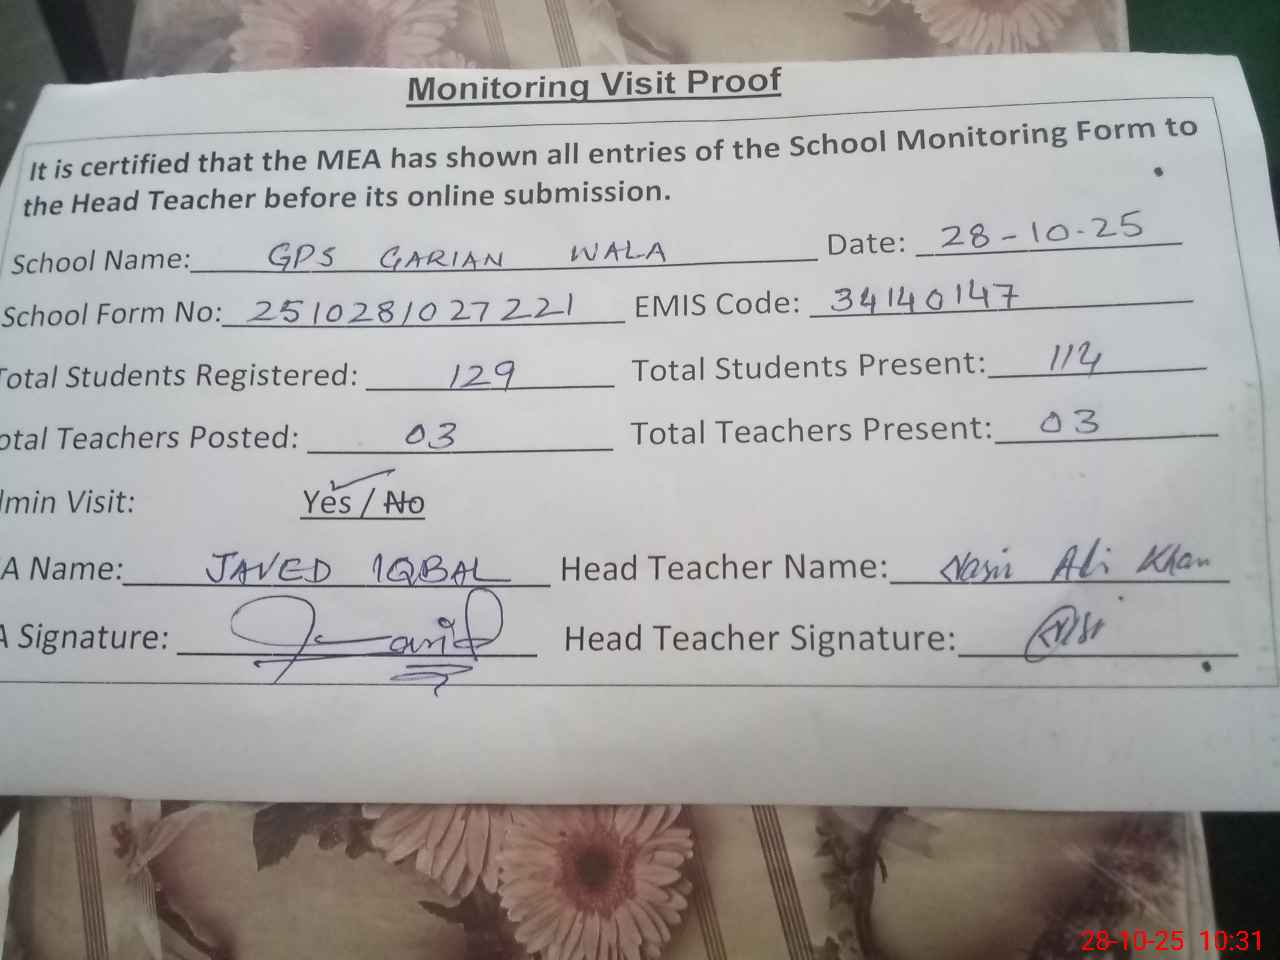 Monitoring Visit Proof
It is certified that the MEA has shown all entries of the School Monitoring Form to
the Head Teacher before its online submission.
School Name: GPS GARIAN WALA Date: 28-10-25
School Form No: 2510281027221 EMIS Code: 34140147
Total Students Registered: 129 Total Students Present: 114
otal Teachers Posted: 03 Total Teachers Present: 03
min Visit: Yes / No
A Name: JAVED IQBAL Head Teacher Name: Nasir Ali Khan
A Signature: Head Teacher Signature:
28-10-25 10:31